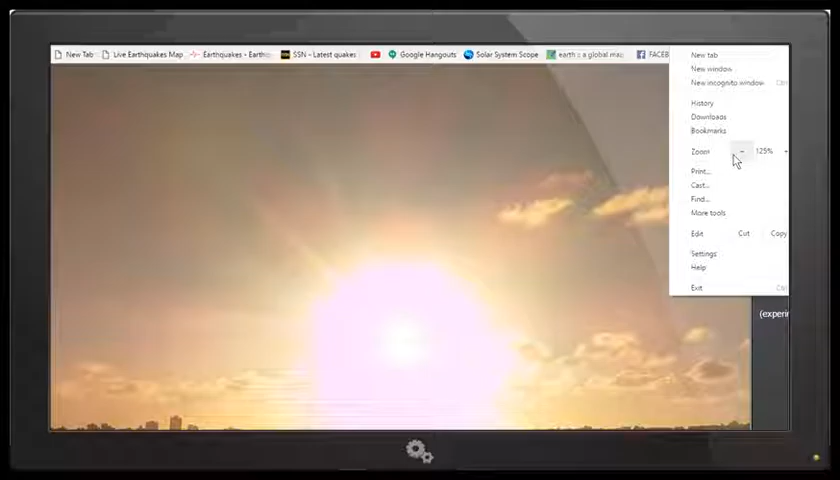 New Tab Live Earthquakes Map Earthquakes - Earth SSN - Latest quakes Google Hangouts Solar System Scope earth :: a global map FACEB
New tab
New window
New incognito window Ctrl
History
Downloads
Bookmarks
Zoom - 125%
Print...
Cast...
Find...
More tools
Edit Cut Copy
Settings
Help
Exit Ctrl
(experi